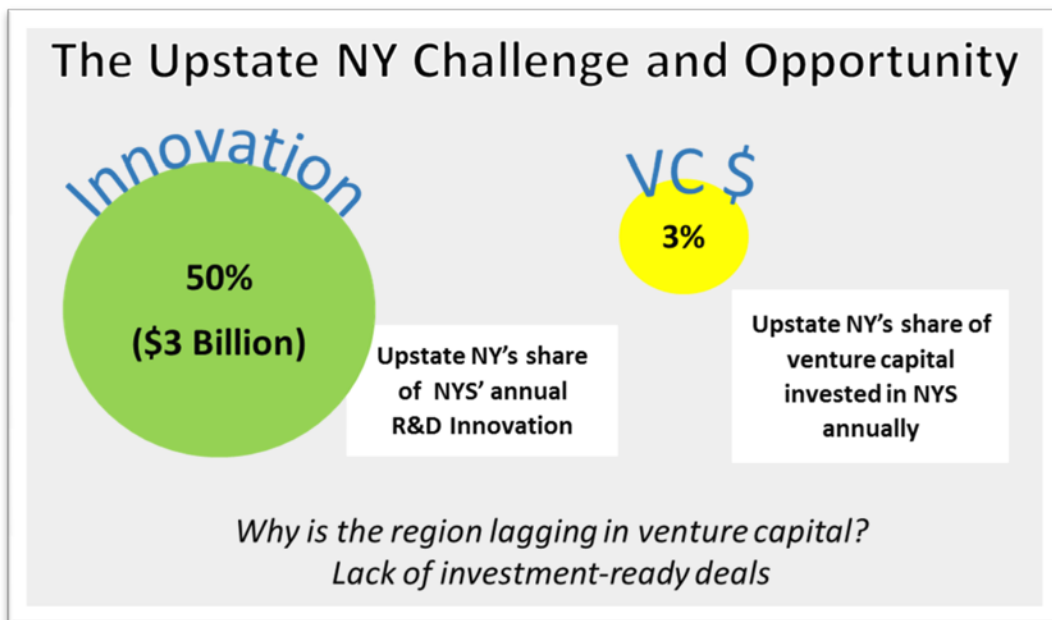 The Upstate NY Challenge and Opportunity
Innovation
50%
($3 Billion)
Upstate NY’s share
of NYS’ annual
R&D Innovation
VC $
3%
Upstate NY’s share of
venture capital
invested in NYS
annually
Why is the region lagging in venture capital?
Lack of investment-ready deals